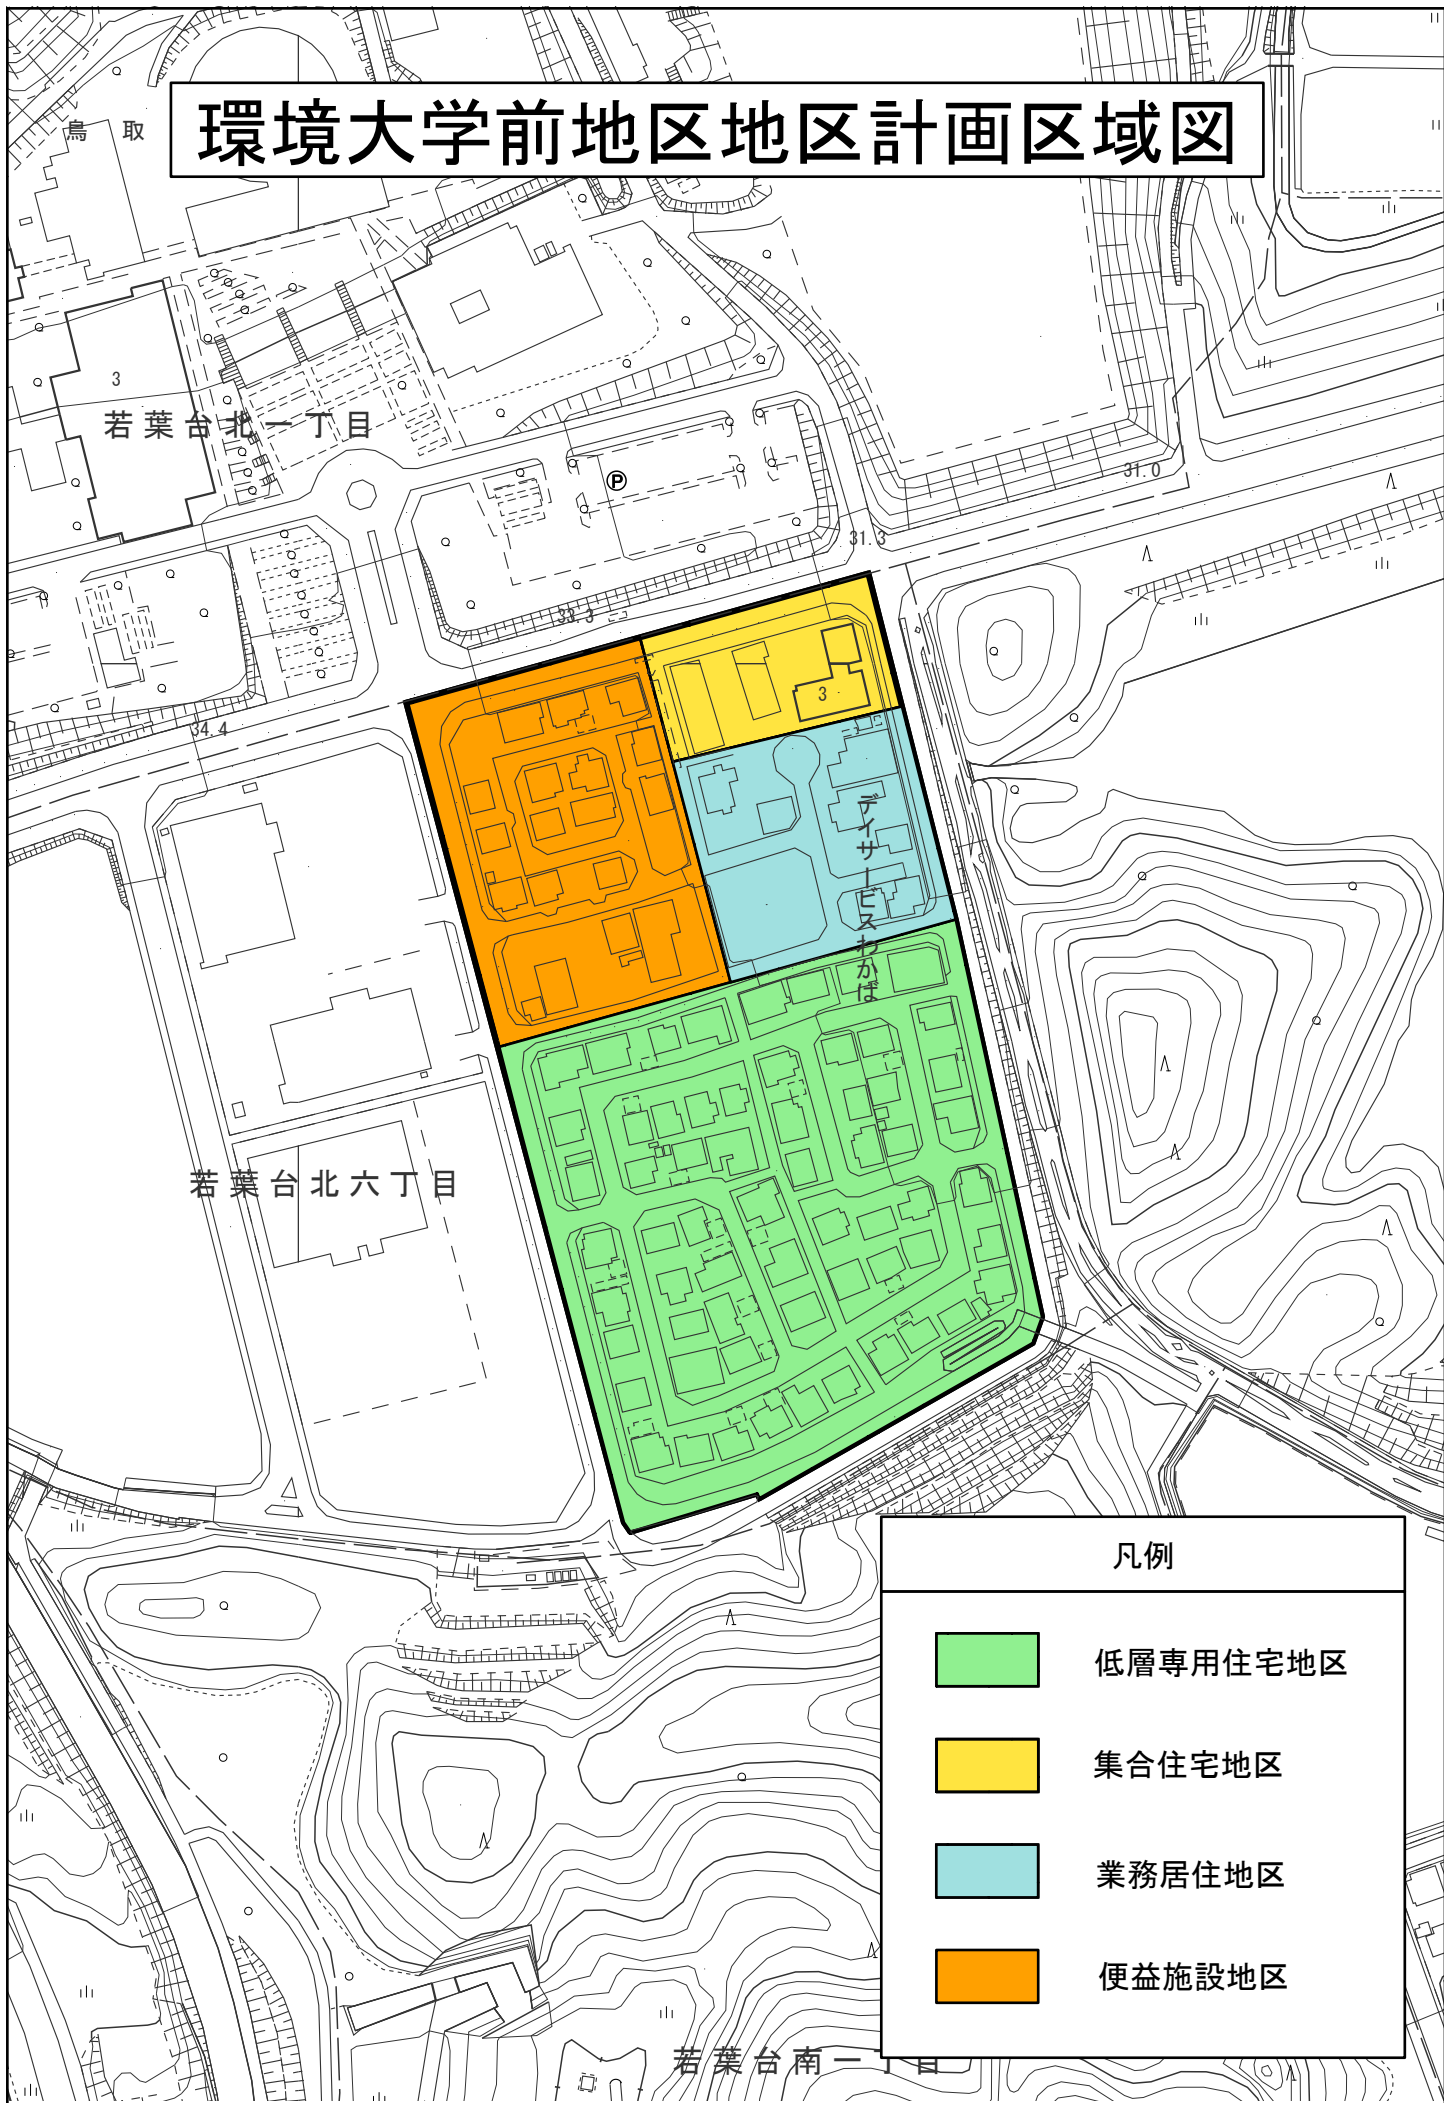 環境大学前地区地区計画区域図
鳥取
3
若葉台北一丁目
31.0
P
31.3
33.3
3
34.4
デイサービスわかば
若葉台北六丁目
凡例
低層専用住宅地区
集合住宅地区
業務居住地区
便益施設地区
若葉台南一丁目